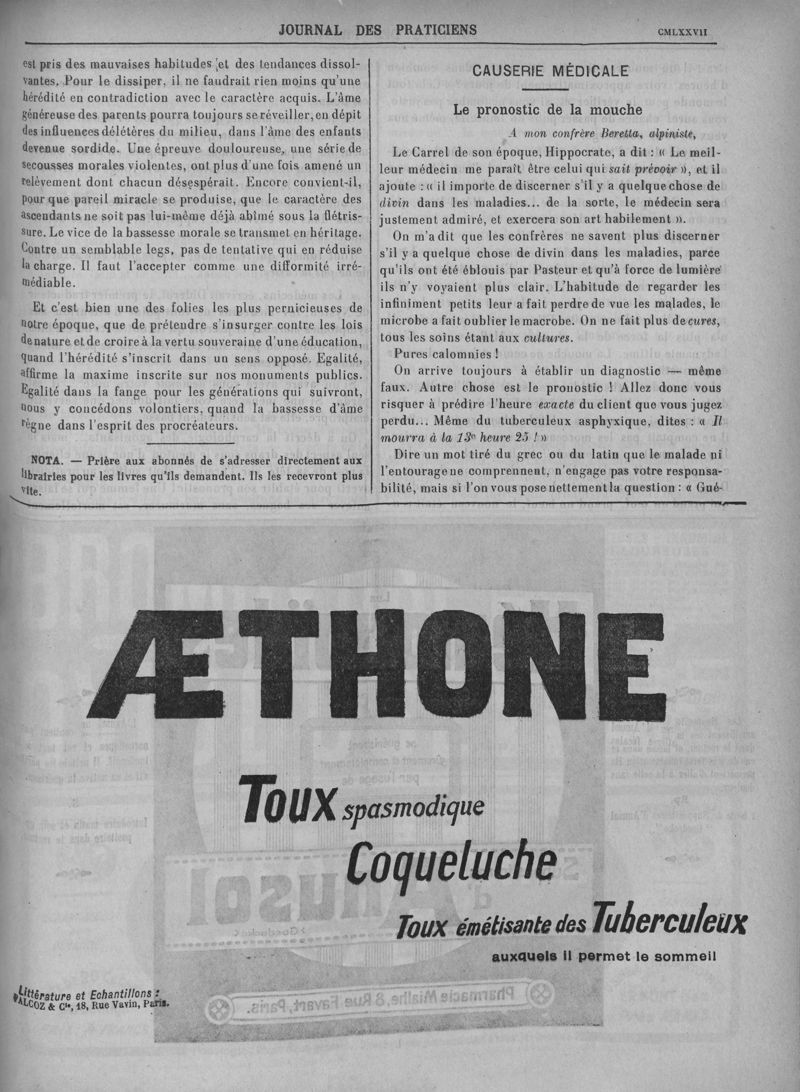 JOURNAL DES PRATICIENS
CMLXXVII
est pris des mauvaises habitudes et des tendances dissol-
vantes. Pour le dissiper, il ne faudrait rien moins qu'une
hérédité en contradiction avec le caractère acquis. L'âme
généreuse des parents pourra toujours se réveiller, en dépit
des influences délétères du milieu, dans l'âme des enfants
devenue sordide. Une épreuve douloureuse, une série de
secousses morales violentes, ont plus d'une fois amené un
relèvement dont chacun désespérait. Encore convient-il,
pour que pareil miracle se produise, que le caractère des
ascendants ne soit pas lui-même déjà abîmé sous la flétris-
sure. Le vice de la bassesse morale se transmet en héritage.
Contre un semblable legs, pas de tentative qui en réduise
la charge. Il faut l'accepter comme une difformité irré-
médiable.
Et c'est bien une des folies les plus pernicieuses de
notre époque, que de prétendre s'insurger contre les lois
de nature et de croire à la vertu souveraine d'une éducation,
quand l'hérédité s'inscrit dans un sens opposé. Egalité,
affirme la maxime inscrite sur nos monuments publics.
Egalité dans la fange pour les générations qui suivront,
nous y concédons volontiers, quand la bassesse d'âme
règne dans l'esprit des procréateurs.
NOTA. — Prière aux abonnés de s'adresser directement aux
librairies pour les livres qu'ils demandent. Ils les recevront plus
vite.
CAUSERIE MÉDICALE
Le pronostic de la mouche
A mon confrère Beretta, alpiniste,
Le Carrel de son époque, Hippocrate, a dit : « Le meil-
leur médecin me paraît être celui qui sait prévoir », et il
ajoute : « il importe de discerner s'il y a quelque chose de
divin dans les maladies... de la sorte, le médecin sera
justement admiré, et exercera son art habilement ».
On m'a dit que les confrères ne savent plus discerner
s'il y a quelque chose de divin dans les maladies, parce
qu'ils ont été éblouis par Pasteur et qu'à force de lumière
ils n'y voyaient plus clair. L'habitude de regarder les
infiniment petits leur a fait perdre de vue les malades, le
microbe a fait oublier le macrobe. On ne fait plus de cures,
tous les soins étant aux cultures.
Pures calomnies !
On arrive toujours à établir un diagnostic — même
faux. Autre chose est le pronostic ! Allez donc vous
risquer à prédire l'heure exacte du client que vous jugez
perdu... Même du tuberculeux asphyxique, dites : « Il
mourra à la 13e heure 25 ! »
Dire un mot tiré du grec ou du latin que le malade ni
l'entourage ne comprennent, n'engage pas votre responsa-
bilité, mais si l'on vous pose nettement la question : « Gué-
ÆTHONE
Toux spasmodique
Coqueluche
Toux émétisante des Tuberculeux
auxquels il permet le sommeil
Littérature et Echantillons :
FALCOZ & Cie, 18, Rue Vavin, Paris.